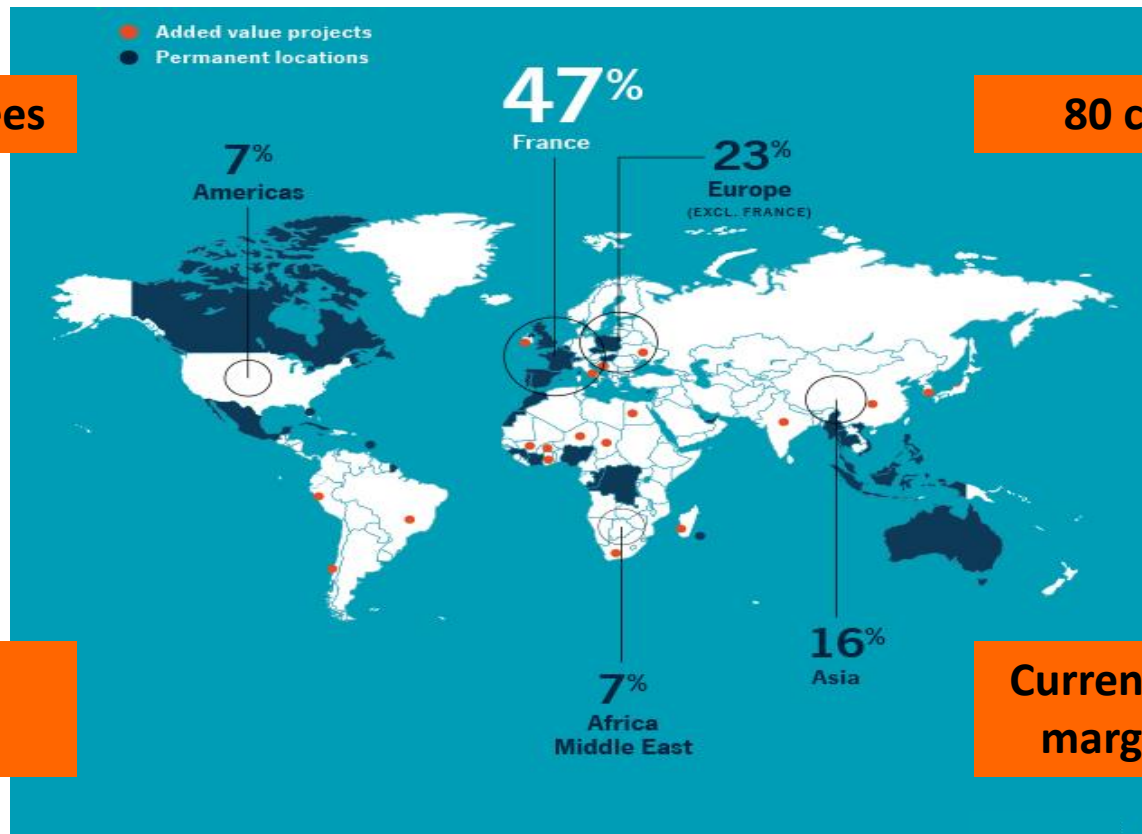 Added value projects
Permanent locations
47%
France
80 c
7%
Americas
23%
Europe
(EXCL. FRANCE)
16%
Asia
7%
Africa
Middle East
Curren
marg